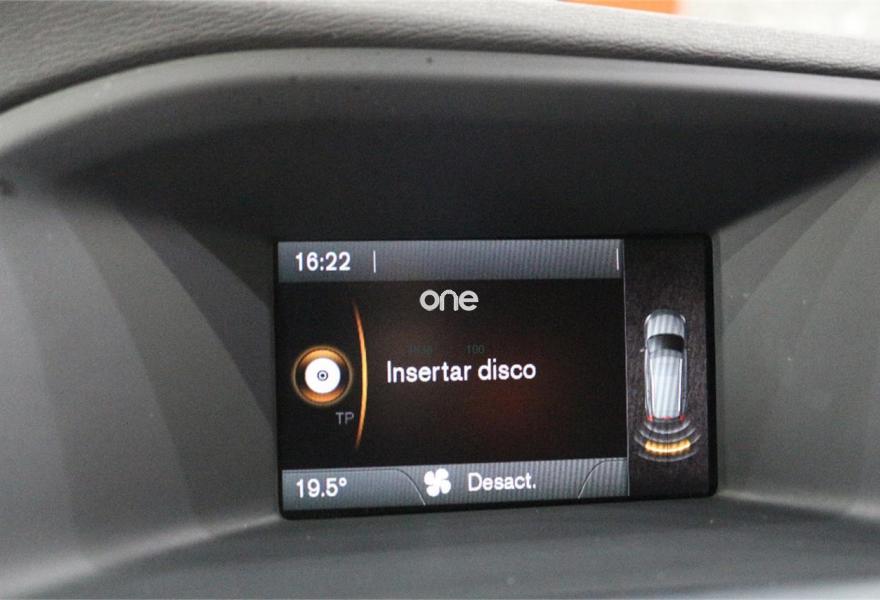 16:22
one
Insertar disco
TP
19.5°
Desact.